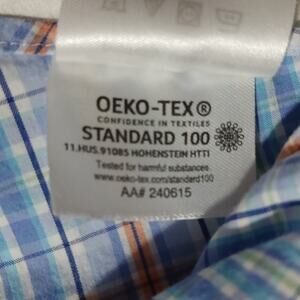 OEKO-TEX®
CONFIDENCE IN TEXTILES
STANDARD 100
11.HUS.91085 HOHENSTEIN HTTI
Tested for harmful substances
www.oeko-tex.com/standard100
AA# 240615